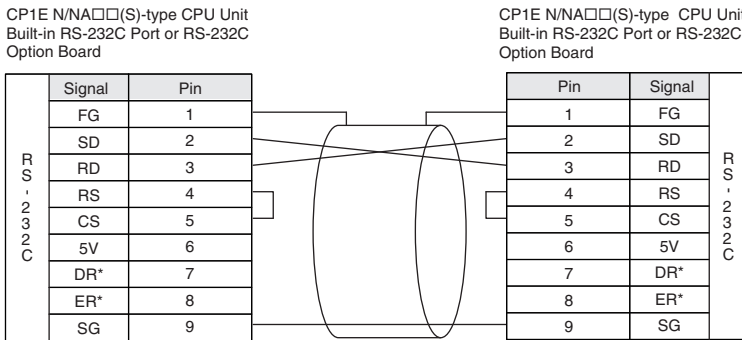 CP1E N/NA□□(S)-type CPU Unit
Built-in RS-232C Port or RS-232C
Option Board
Signal Pin
FG 1
SD 2
RD 3
RS 4
CS 5
5V 6
DR* 7
ER* 8
SG 9
RS-232C
CP1E N/NA□□(S)-type CPU Unit
Built-in RS-232C Port or RS-232C
Option Board
Pin Signal
1 FG
2 SD
3 RD
4 RS
5 CS
6 5V
7 DR*
8 ER*
9 SG
RS-232C